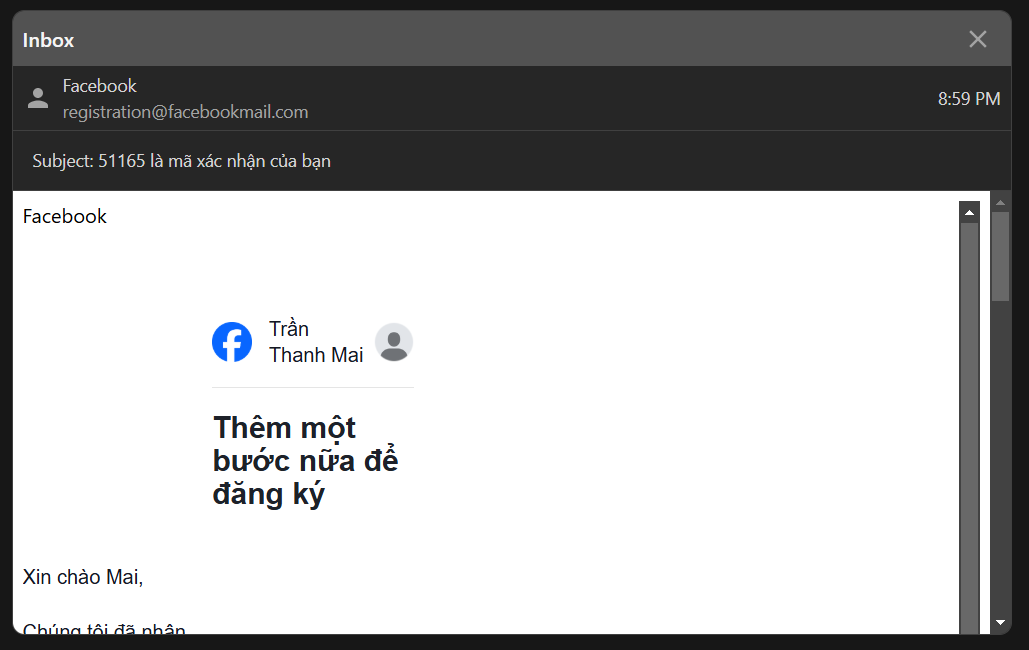 Inbox
Facebook
registration@facebookmail.com
8:59 PM
Subject: 51165 là mã xác nhận của bạn
Facebook
Trần
Thanh Mai
Thêm một
bước nữa để
đăng ký
Xin chào Mai,
Chúng tôi đã nhận